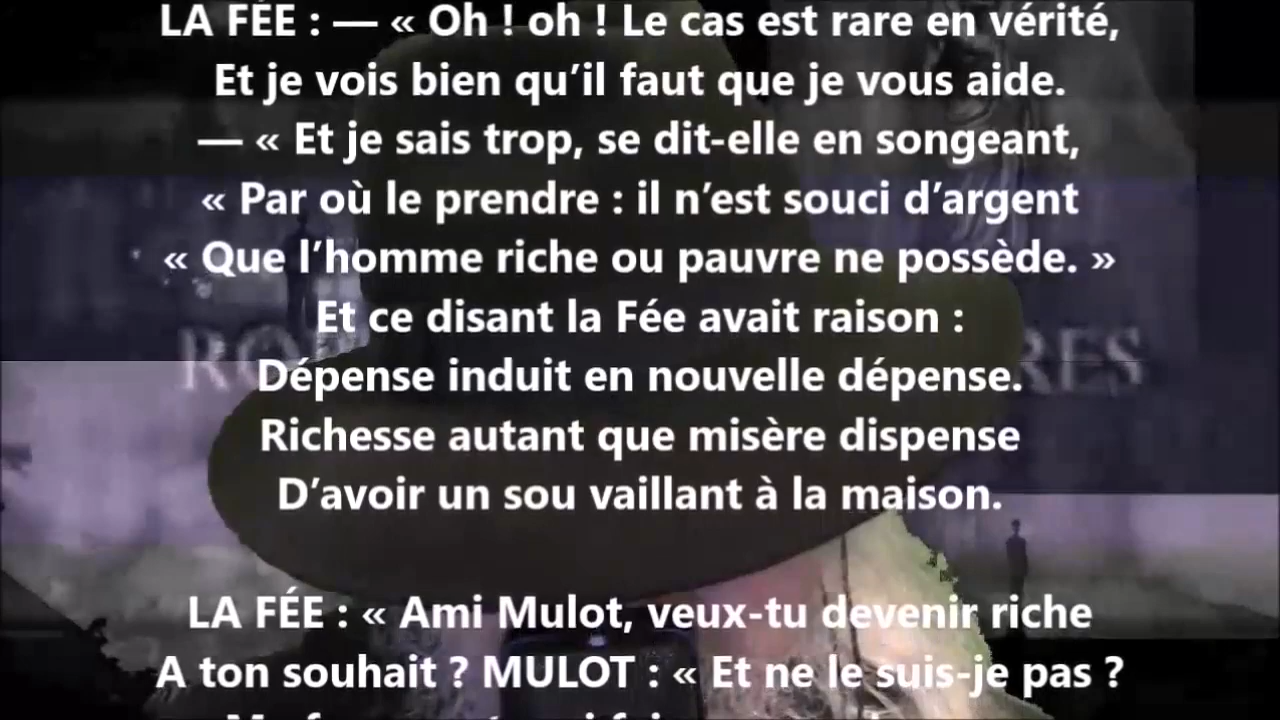 LA FÉE : — « Oh ! oh ! Le cas est rare en vérité,
Et je vois bien qu’il faut que je vous aide.
— « Et je sais trop, se dit-elle en songeant,
« Par où le prendre : il n’est souci d’argent
« Que l’homme riche ou pauvre ne possède. »
Et ce disant la Fée avait raison :
Dépense induit en nouvelle dépense.
Richesse autant que misère dispense
D’avoir un sou vaillant à la maison.
LA FÉE : « Ami Mulot, veux-tu devenir riche
A ton souhait ? MULOT : « Et ne le suis-je pas ?